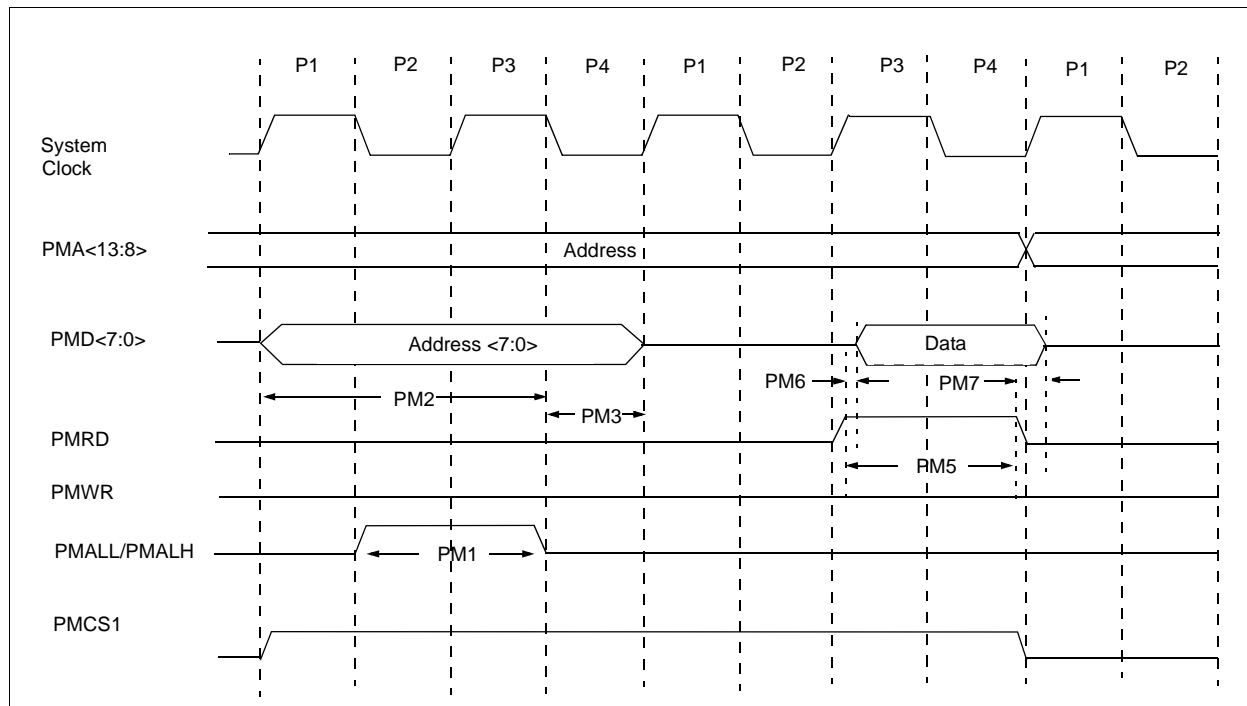 P1 P2 P3 P4 P1 P2 P3 P4 P1 P2
System
Clock
PMA<13:8>
Address
PMD<7:0>
Address <7:0>
Data
PM6
PM7
PM2
PM3
PMRD
PM5
PMWR
PMALL/PMALH
PM1
PMCS1